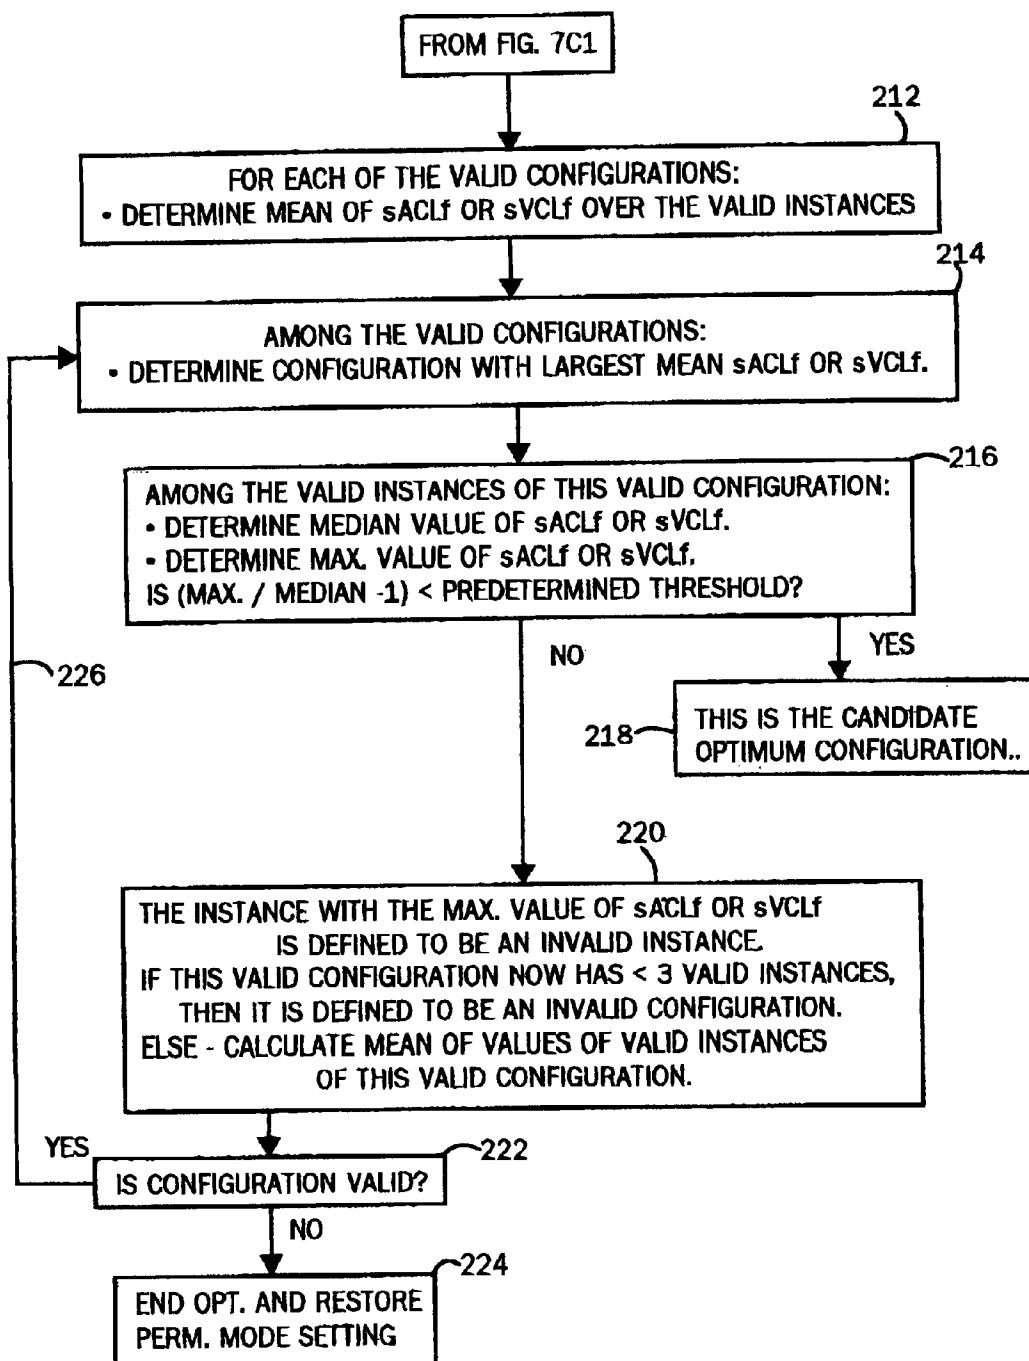 FROM FIG. 7C1
212
FOR EACH OF THE VALID CONFIGURATIONS:
• DETERMINE MEAN OF sACLf OR sVCLf OVER THE VALID INSTANCES
214
AMONG THE VALID CONFIGURATIONS:
• DETERMINE CONFIGURATION WITH LARGEST MEAN sACLf OR sVCLf.
216
AMONG THE VALID INSTANCES OF THIS VALID CONFIGURATION:
• DETERMINE MEDIAN VALUE OF sACLf OR sVCLf.
• DETERMINE MAX. VALUE OF sACLf OR sVCLf.
IS (MAX. / MEDIAN -1) < PREDETERMINED THRESHOLD?
NO
YES
226
218
THIS IS THE CANDIDATE
OPTIMUM CONFIGURATION..
220
THE INSTANCE WITH THE MAX. VALUE OF sACLf OR sVCLf
IS DEFINED TO BE AN INVALID INSTANCE.
IF THIS VALID CONFIGURATION NOW HAS < 3 VALID INSTANCES,
THEN IT IS DEFINED TO BE AN INVALID CONFIGURATION.
ELSE - CALCULATE MEAN OF VALUES OF VALID INSTANCES
OF THIS VALID CONFIGURATION.
YES
222
IS CONFIGURATION VALID?
NO
224
END OPT. AND RESTORE
PERM. MODE SETTING